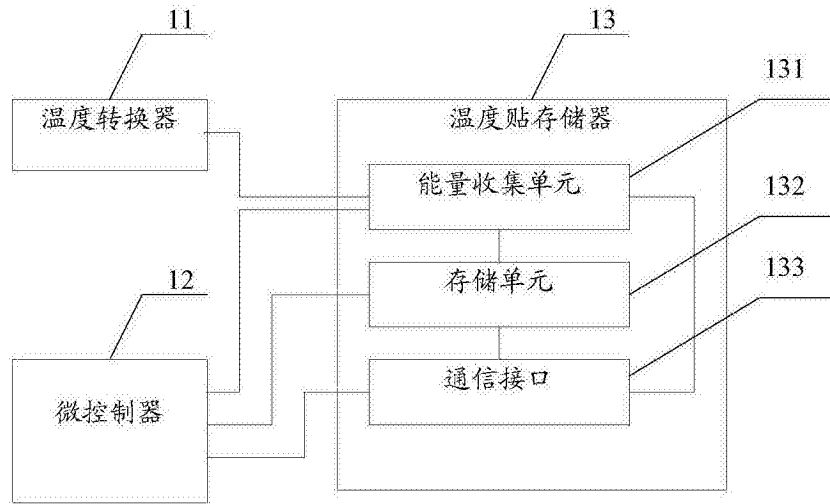 11
13
131
温度转换器
温度贴存储器
能量收集单元
132
存储单元
12
133
通信接口
微控制器